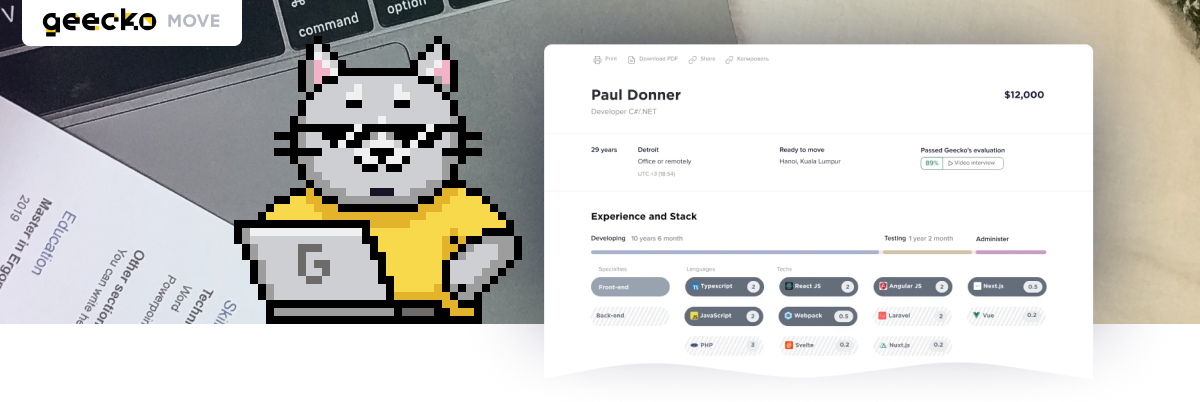 geecko MOVE
command
option
V
Print
Download PDF
Share
Копировать
Paul Donner
$12,000
Developer C#/.NET
29 years
Detroit
Office or remotely
UTC +3 (18:54)
Ready to move
Hanoi, Kuala Lumpur
Passed Geecko's evaluation
89%
Video interview
Experience and Stack
Developing 10 years 6 month
Testing 1 year 2 month
Administer
Specialties
Languages
Techs
Front-end
Typescript 2
React JS 2
Angular JS 2
Next.js 0.5
Back-end
JavaScript 2
Webpack 0.5
Laravel 2
Vue 0.2
PHP 3
Svelte 0.2
Nuxt.js 0.2
G
Education
Master in Ergo
2019
Other section
You can write he
Powerpoin
Word
Techn
Skil